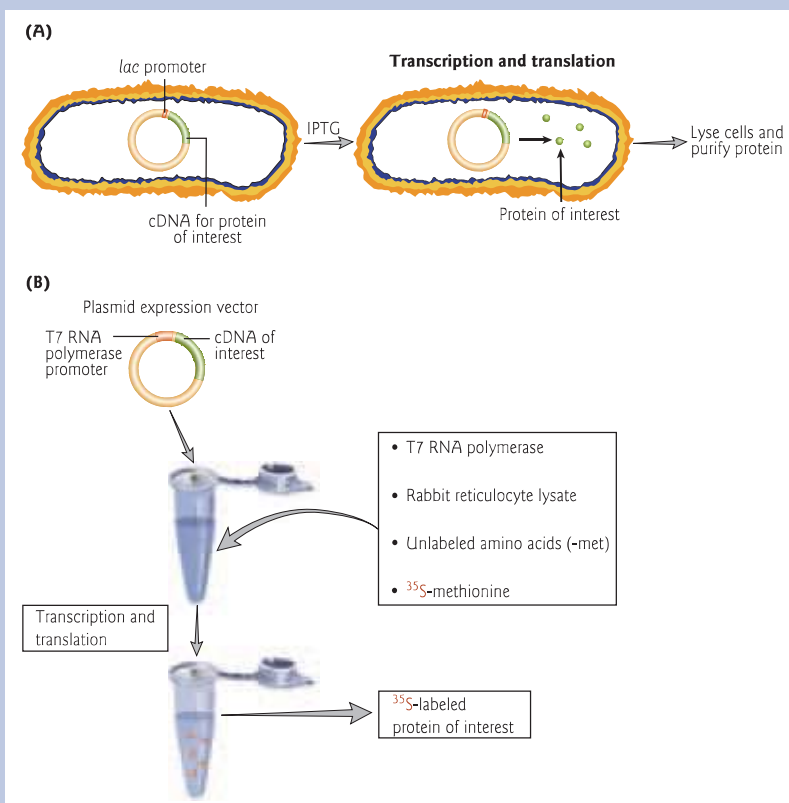 (A)
lac promoter
cDNA for protein
of interest
IPTG
Transcription and translation
Protein of interest
Lyse cells and
purify protein
(B)
Plasmid expression vector
T7 RNA
polymerase
promoter
cDNA of
interest
• T7 RNA polymerase
• Rabbit reticulocyte lysate
• Unlabeled amino acids (-met)
• ³⁵S-methionine
Transcription and
translation
³⁵S-labeled
protein of interest